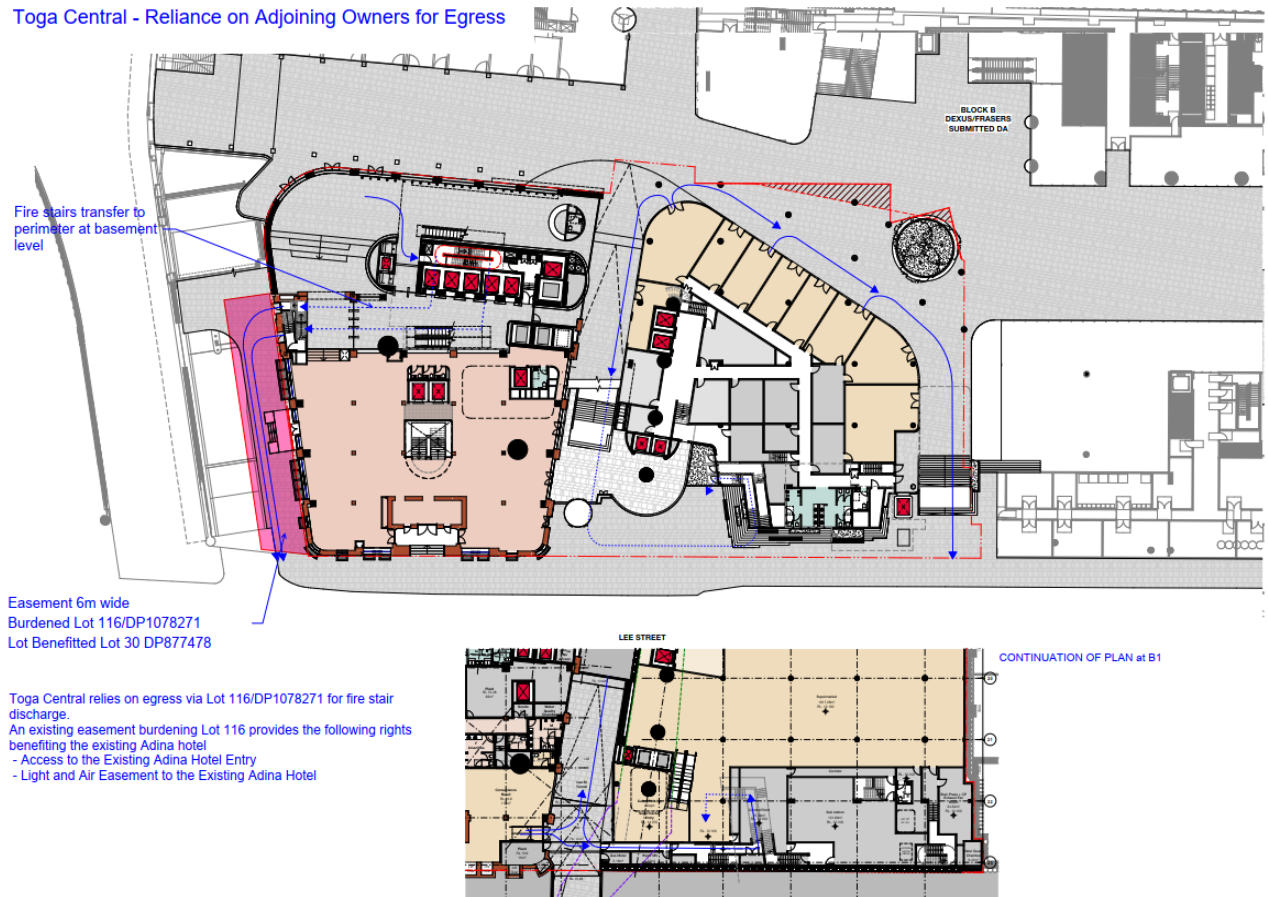 Toga Central - Reliance on Adjoining Owners for Egress
BLOCK B
DEXUS/FRASERS
SUBMITTED DA
Fire stairs transfer to
perimeter at basement
level
Easement 6m wide
Burdened Lot 116/DP1078271
Lot Benefitted Lot 30 DP877478
LEE STREET
CONTINUATION OF PLAN at B1
Toga Central relies on egress via Lot 116/DP1078271 for fire stair
discharge.
An existing easement burdening Lot 116 provides the following rights
benefiting the existing Adina hotel
- Access to the Existing Adina Hotel Entry
- Light and Air Easement to the Existing Adina Hotel
Supermarket